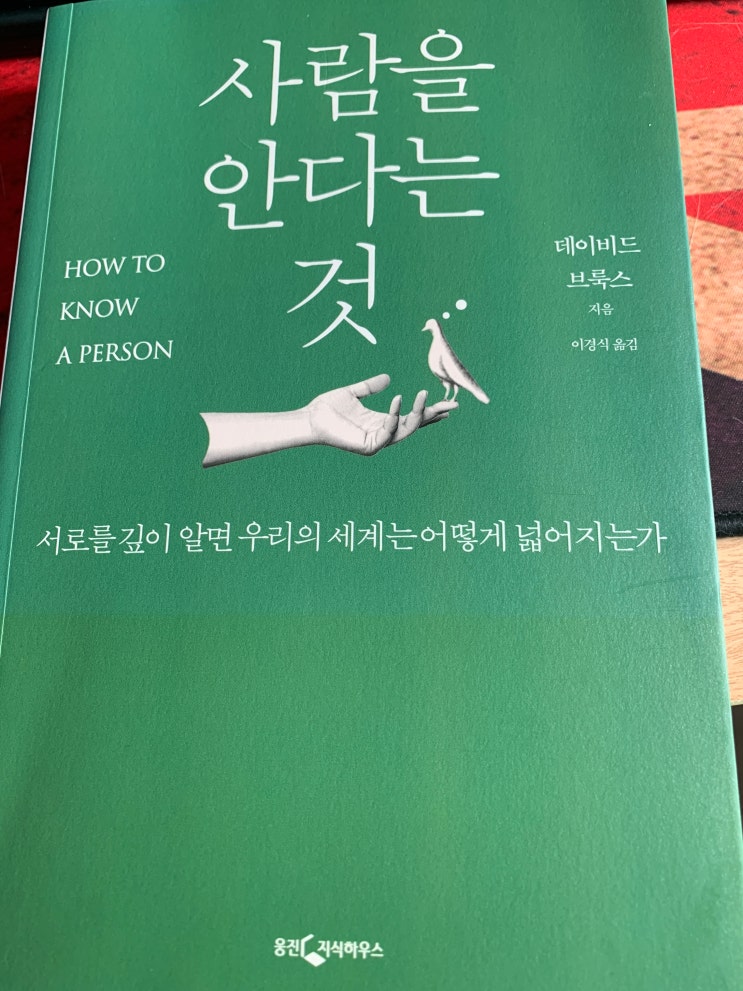 사람을
안다는
것
HOW TO
KNOW
A PERSON
데이비드
브룩스
지음
이경식 옮김
서로를 깊이 알면 우리의 세계는 어떻게 넓어지는가
웅진 지식하우스